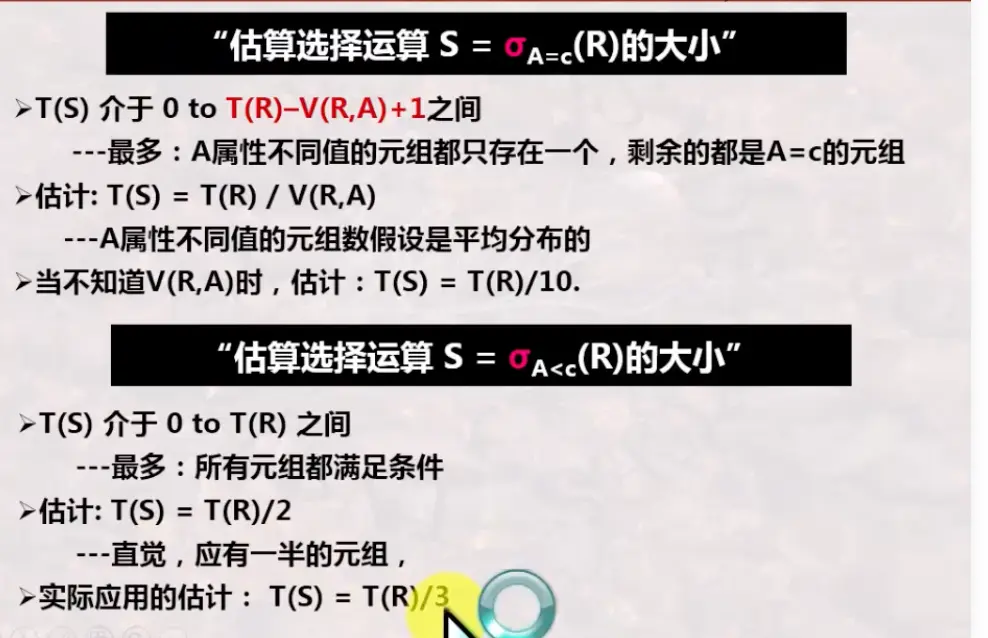 “估算选择运算 S = σA=c(R)的大小”
➢T(S) 介于 0 to T(R)–V(R,A)+1之间
---最多：A属性不同值的元组都只存在一个，剩余的都是A=c的元组
➢估计: T(S) = T(R) / V(R,A)
---A属性不同值的元组数假设是平均分布的
➢当不知道V(R,A)时，估计：T(S) = T(R)/10.
“估算选择运算 S = σA<c(R)的大小”
➢T(S) 介于 0 to T(R) 之间
---最多：所有元组都满足条件
➢估计: T(S) = T(R)/2
---直觉，应有一半的元组，
➢实际应用的估计： T(S) = T(R)/3